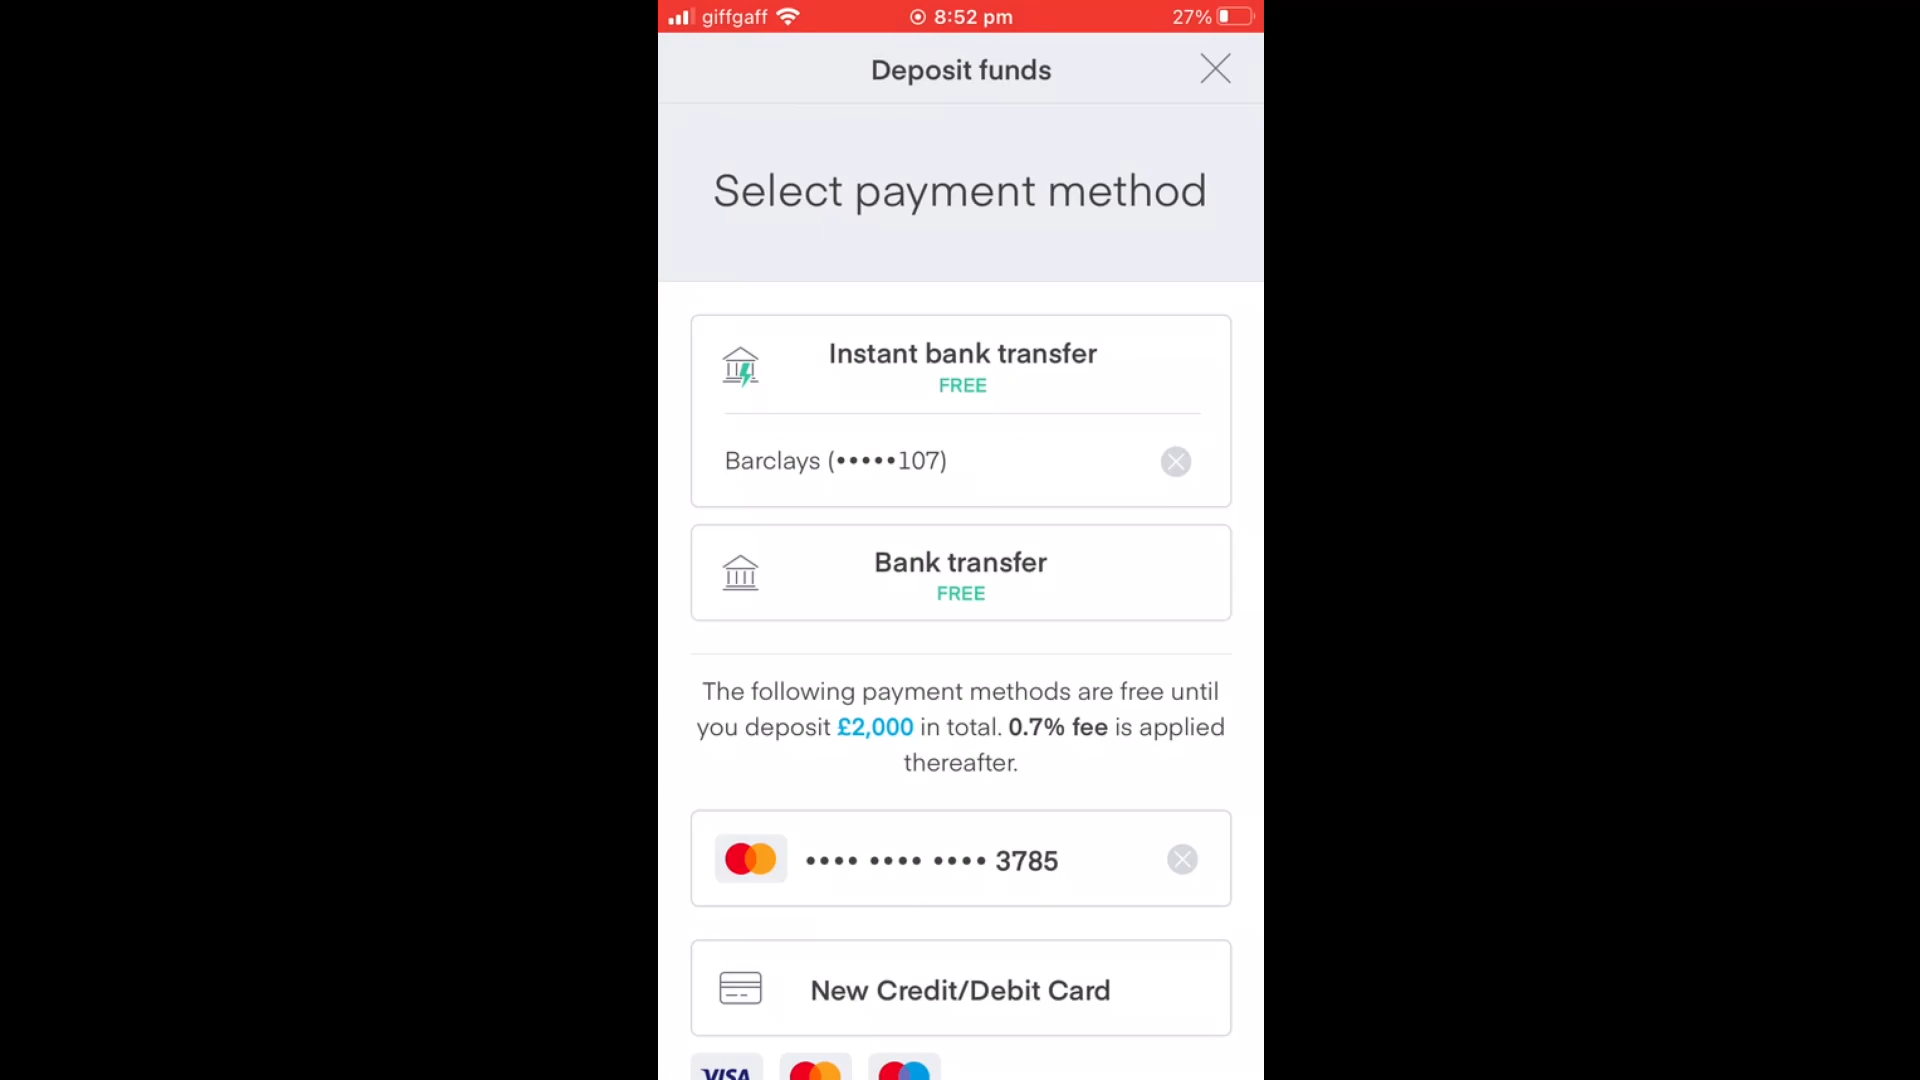 giffgaff 8:52 pm 27%
Deposit funds
Select payment method
Instant bank transfer
FREE
Barclays (•••••107)
Bank transfer
FREE
The following payment methods are free until
you deposit £2,000 in total. 0.7% fee is applied
thereafter.
•••• •••• •••• 3785
New Credit/Debit Card
VISA